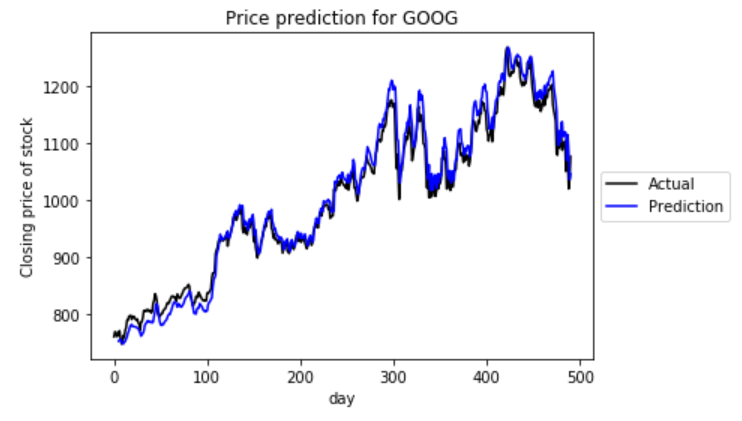 Price prediction for GOOG
1200
1100
1000
900
800
Closing price of stock
0 100 200 300 400 500
day
Actual
Prediction